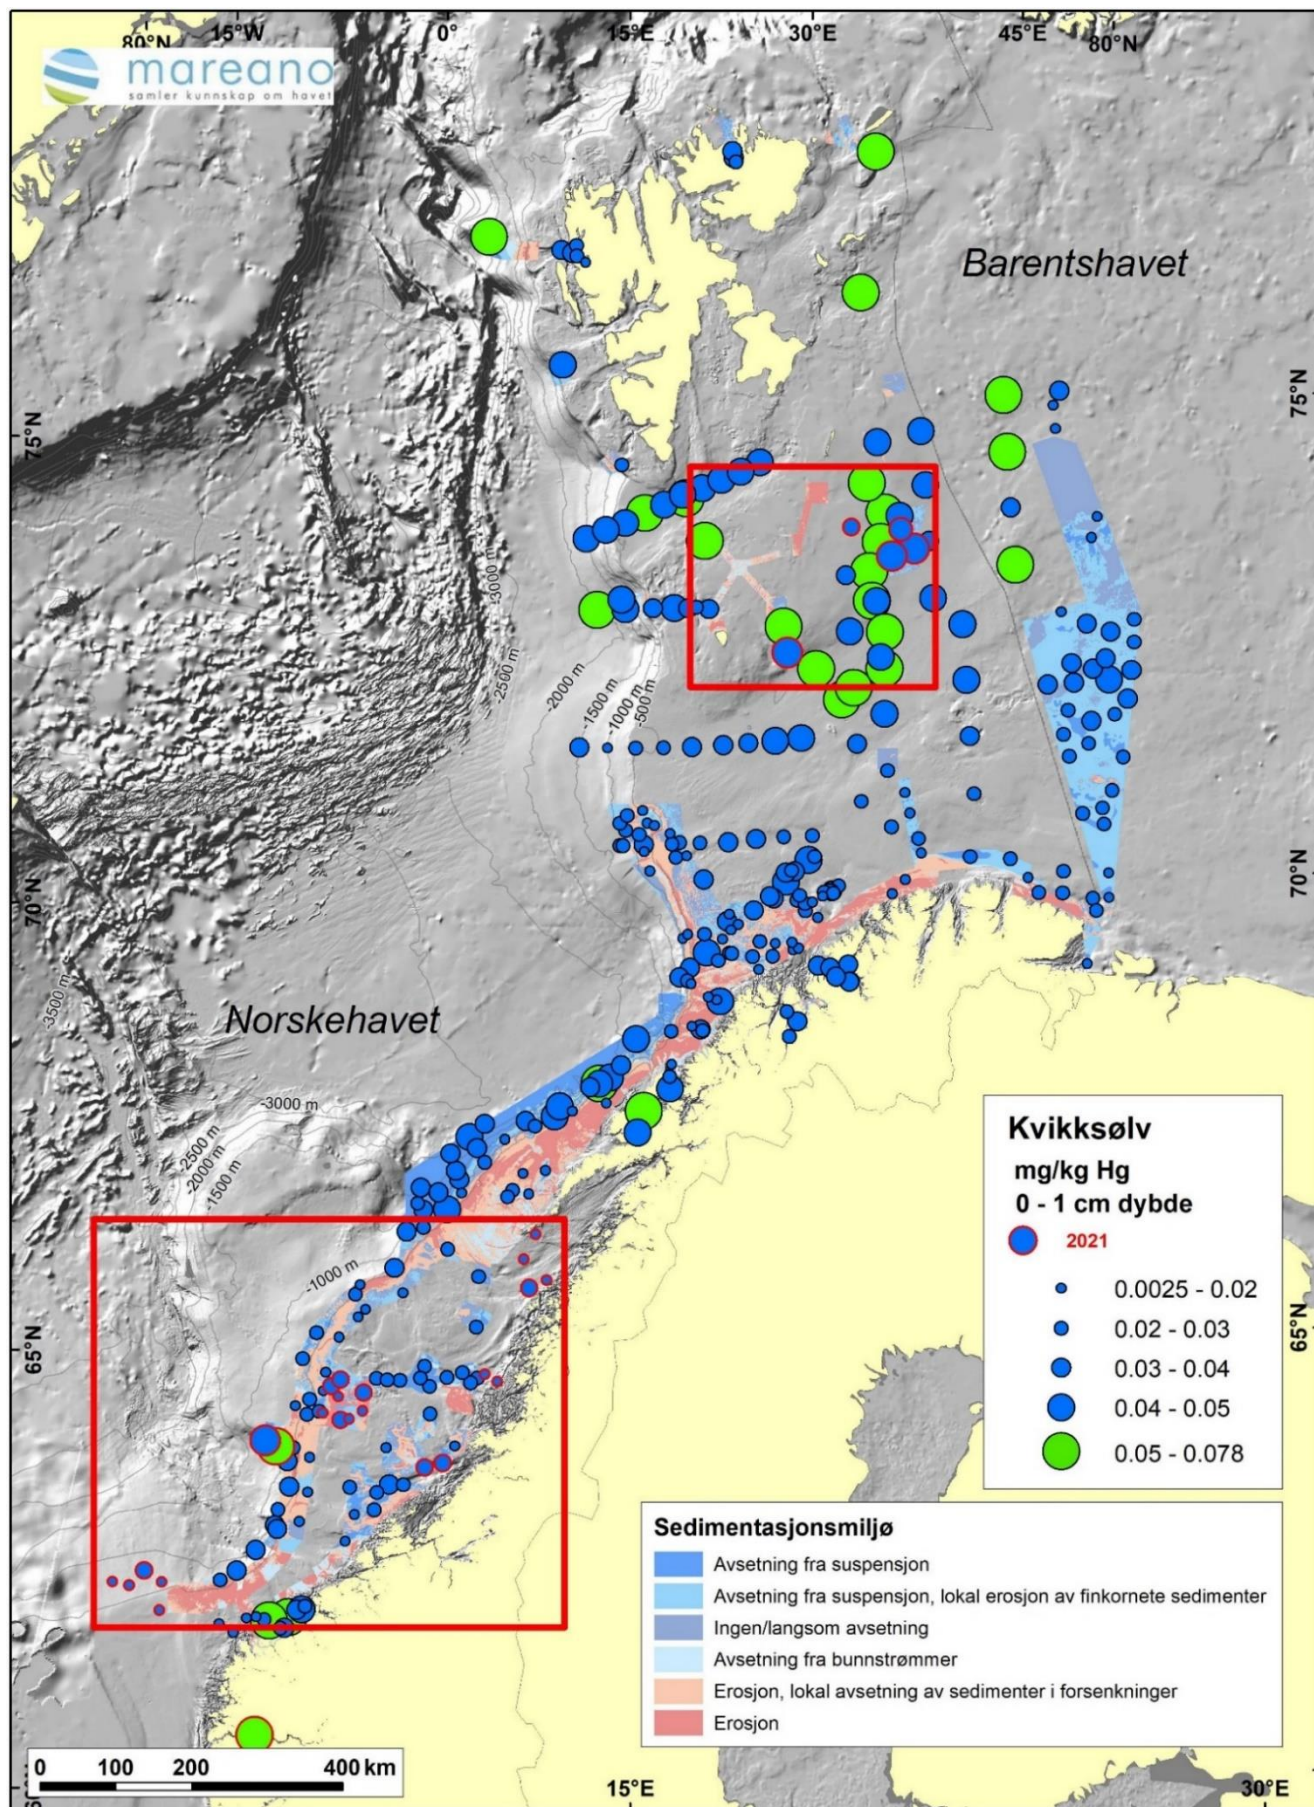 80°N
15°W
0°
15°E
30°E
45°E
80°N
mareano
samler kunnskap om havet
Barentshavet
75°N
75°N
-3000 m
-2500 m
-2000 m
-1500 m
-1000 m
-500 m
70°N
70°N
-3500 m
Norskehavet
-3000 m
-2500 m
-2000 m
-1500 m
-1000 m
65°N
65°N
Kvikksølv
mg/kg Hg
0 - 1 cm dybde
2021
0.0025 - 0.02
0.02 - 0.03
0.03 - 0.04
0.04 - 0.05
0.05 - 0.078
Sedimentasjonsmiljø
Avsetning fra suspensjon
Avsetning fra suspensjon, lokal erosjon av finkornete sedimenter
Ingen/langsom avsetning
Avsetning fra bunnstrømmer
Erosjon, lokal avsetning av sedimenter i forsenkninger
Erosjon
0 100 200 400 km
15°E
30°E